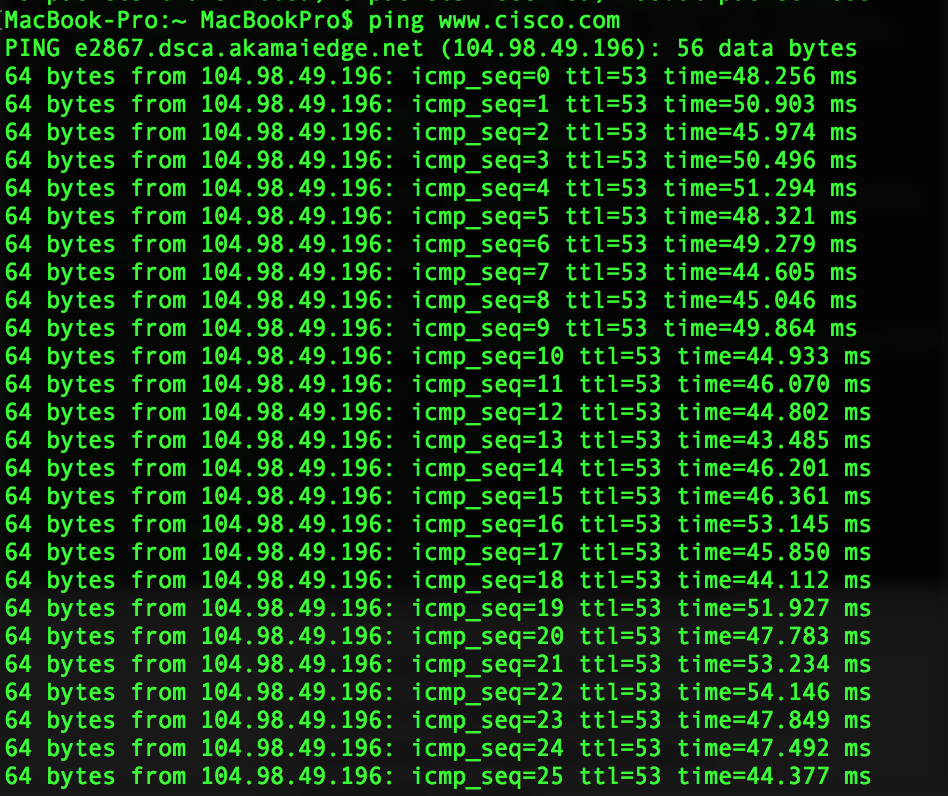 MacBook-Pro:~ MacBookPro$ ping www.cisco.com
PING e2867.dsca.akamaiedge.net (104.98.49.196): 56 data bytes
64 bytes from 104.98.49.196: icmp_seq=0 ttl=53 time=48.256 ms
64 bytes from 104.98.49.196: icmp_seq=1 ttl=53 time=50.903 ms
64 bytes from 104.98.49.196: icmp_seq=2 ttl=53 time=45.974 ms
64 bytes from 104.98.49.196: icmp_seq=3 ttl=53 time=50.496 ms
64 bytes from 104.98.49.196: icmp_seq=4 ttl=53 time=51.294 ms
64 bytes from 104.98.49.196: icmp_seq=5 ttl=53 time=48.321 ms
64 bytes from 104.98.49.196: icmp_seq=6 ttl=53 time=49.279 ms
64 bytes from 104.98.49.196: icmp_seq=7 ttl=53 time=44.605 ms
64 bytes from 104.98.49.196: icmp_seq=8 ttl=53 time=45.046 ms
64 bytes from 104.98.49.196: icmp_seq=9 ttl=53 time=49.864 ms
64 bytes from 104.98.49.196: icmp_seq=10 ttl=53 time=44.933 ms
64 bytes from 104.98.49.196: icmp_seq=11 ttl=53 time=46.070 ms
64 bytes from 104.98.49.196: icmp_seq=12 ttl=53 time=44.802 ms
64 bytes from 104.98.49.196: icmp_seq=13 ttl=53 time=43.485 ms
64 bytes from 104.98.49.196: icmp_seq=14 ttl=53 time=46.201 ms
64 bytes from 104.98.49.196: icmp_seq=15 ttl=53 time=46.361 ms
64 bytes from 104.98.49.196: icmp_seq=16 ttl=53 time=53.145 ms
64 bytes from 104.98.49.196: icmp_seq=17 ttl=53 time=45.850 ms
64 bytes from 104.98.49.196: icmp_seq=18 ttl=53 time=44.112 ms
64 bytes from 104.98.49.196: icmp_seq=19 ttl=53 time=51.927 ms
64 bytes from 104.98.49.196: icmp_seq=20 ttl=53 time=47.783 ms
64 bytes from 104.98.49.196: icmp_seq=21 ttl=53 time=53.234 ms
64 bytes from 104.98.49.196: icmp_seq=22 ttl=53 time=54.146 ms
64 bytes from 104.98.49.196: icmp_seq=23 ttl=53 time=47.849 ms
64 bytes from 104.98.49.196: icmp_seq=24 ttl=53 time=47.492 ms
64 bytes from 104.98.49.196: icmp_seq=25 ttl=53 time=44.377 ms